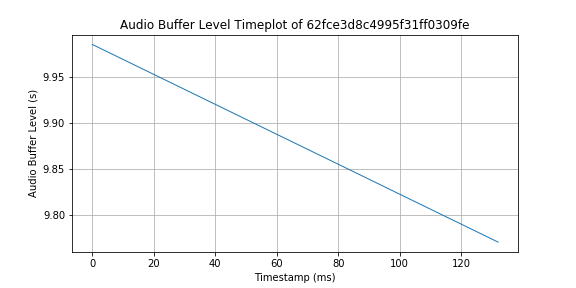 Audio Buffer Level Timeplot of 62fce3d8c4995f31ff0309fe
9.95
9.90
9.85
9.80
Audio Buffer Level (s)
0 20 40 60 80 100 120
Timestamp (ms)